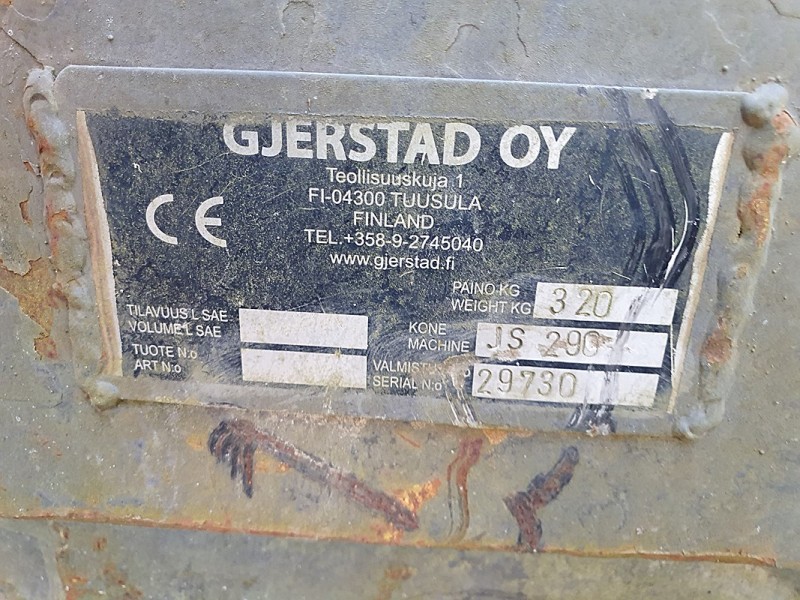 GJERSTAD OY
Teollisuuskuja 1
FI-04300 TUUSULA
FINLAND
TEL.+358-9-2745040
www.gjerstad.fi
CE
PAINO KG
WEIGHT KG 320
TILAVUUS L SAE
VOLUME L SAE
KONE
MACHINE JS 290
TUOTE N:o
ART N:o
SERIAL N:o 29730